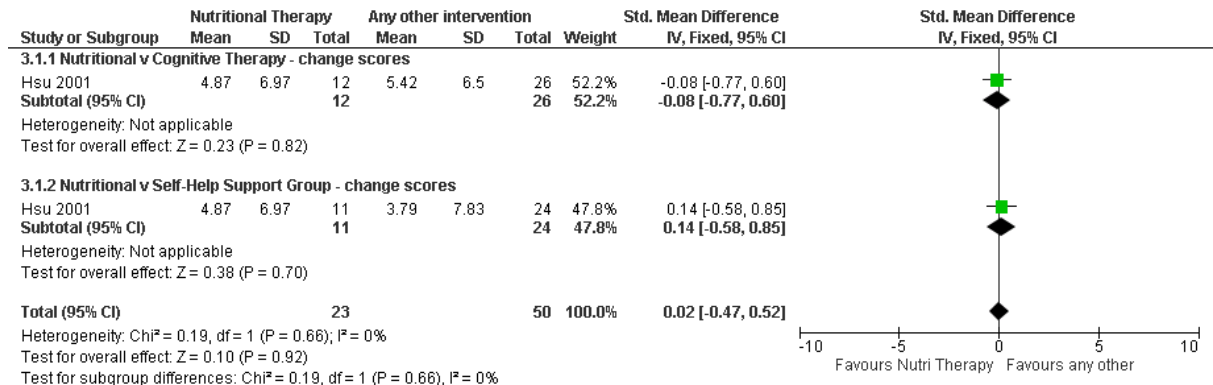 Nutritional Therapy Any other intervention Std. Mean Difference Std. Mean Difference
Study or Subgroup Mean SD Total Mean SD Total Weight IV, Fixed, 95% CI IV, Fixed, 95% CI
3.1.1 Nutritional v Cognitive Therapy - change scores
Hsu 2001 4.87 6.97 12 5.42 6.5 26 52.2% -0.08 [-0.77, 0.60]
Subtotal (95% CI) 12 26 52.2% -0.08 [-0.77, 0.60]
Heterogeneity: Not applicable
Test for overall effect: Z = 0.23 (P = 0.82)
3.1.2 Nutritional v Self-Help Support Group - change scores
Hsu 2001 4.87 6.97 11 3.79 7.83 24 47.8% 0.14 [-0.58, 0.85]
Subtotal (95% CI) 11 24 47.8% 0.14 [-0.58, 0.85]
Heterogeneity: Not applicable
Test for overall effect: Z = 0.38 (P = 0.70)
Total (95% CI) 23 50 100.0% 0.02 [-0.47, 0.52]
Heterogeneity: Chi² = 0.19, df = 1 (P = 0.66); I² = 0%
Test for overall effect: Z = 0.10 (P = 0.92)
Test for subgroup differences: Chi² = 0.19, df = 1 (P = 0.66), I² = 0%
-10 -5 0 5 10
Favours Nutri Therapy Favours any other